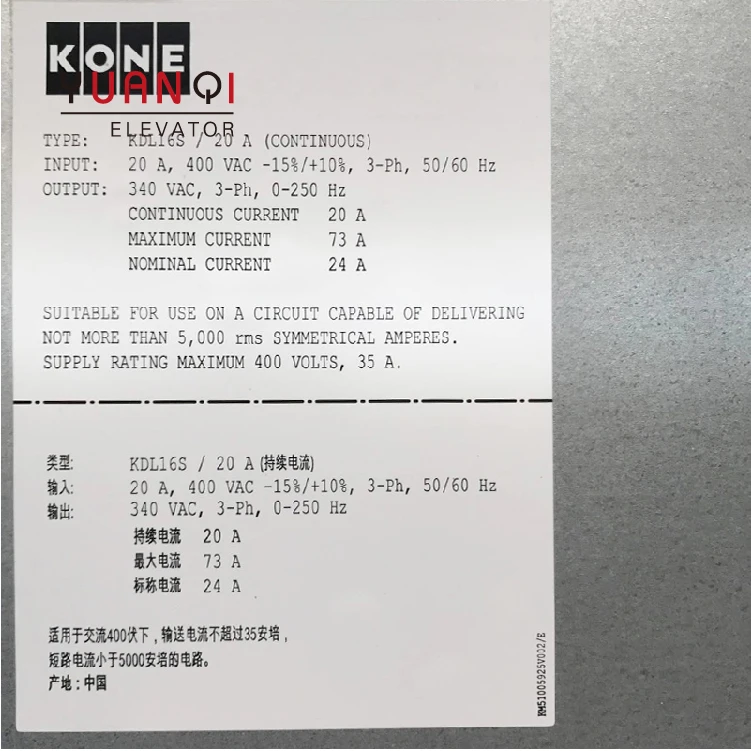 KONE
YUANQI
ELEVATOR
TYPE: KDL16S / 20 A (CONTINUOUS)
INPUT: 20 A, 400 VAC -15%/+10%, 3-Ph, 50/60 Hz
OUTPUT: 340 VAC, 3-Ph, 0-250 Hz
CONTINUOUS CURRENT 20 A
MAXIMUM CURRENT 73 A
NOMINAL CURRENT 24 A
SUITABLE FOR USE ON A CIRCUIT CAPABLE OF DELIVERING
NOT MORE THAN 5,000 rms SYMMETRICAL AMPERES.
SUPPLY RATING MAXIMUM 400 VOLTS, 35 A.
类型: KDL16S / 20 A (持续电流)
输入: 20 A, 400 VAC -15%/+10%, 3-Ph, 50/60 Hz
输出: 340 VAC, 3-Ph, 0-250 Hz
持续电流 20 A
最大电流 73 A
标称电流 24 A
适用于交流400伏下，输送电流不超过35安培，
短路电流小于5000安培的电路。
产地：中国
KM51005925V012/E